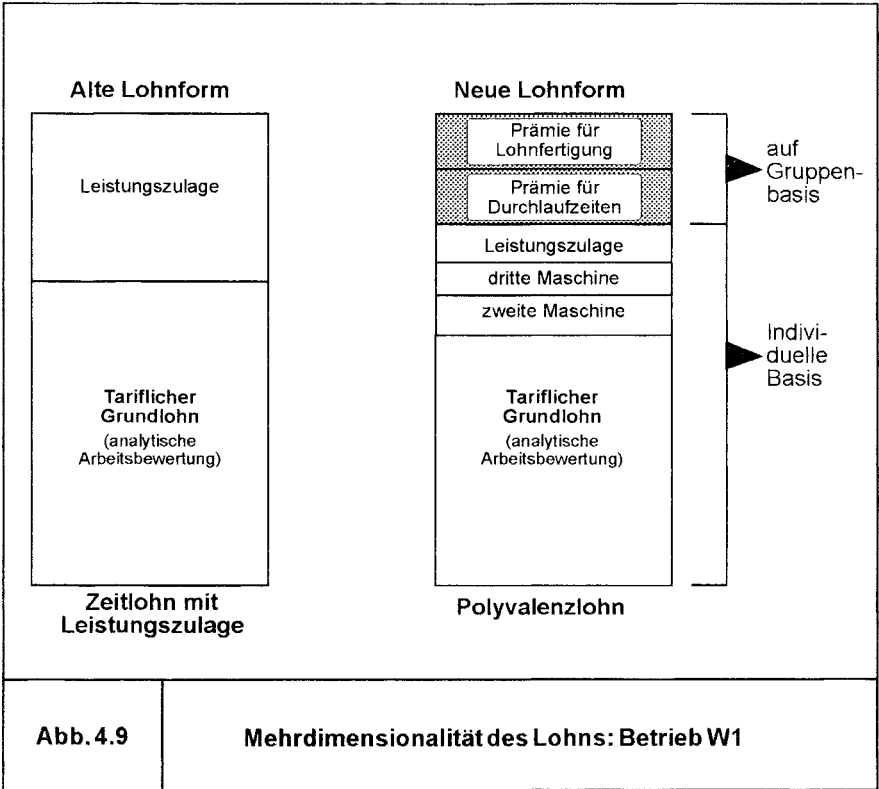 Alte Lohnform
Leistungszulage
Tariflicher
Grundlohn
(analytische
Arbeitsbewertung)
Zeitlohn mit
Leistungszulage
Neue Lohnform
Prämie für
Lohnfertigung
Prämie für
Durchlaufzeiten
Leistungszulage
dritte Maschine
zweite Maschine
Tariflicher
Grundlohn
(analytische
Arbeitsbewertung)
Polyvalenzlohn
auf
Gruppen-
basis
Indivi-
duelle
Basis
Abb. 4.9
Mehrdimensionalität des Lohns: Betrieb W1